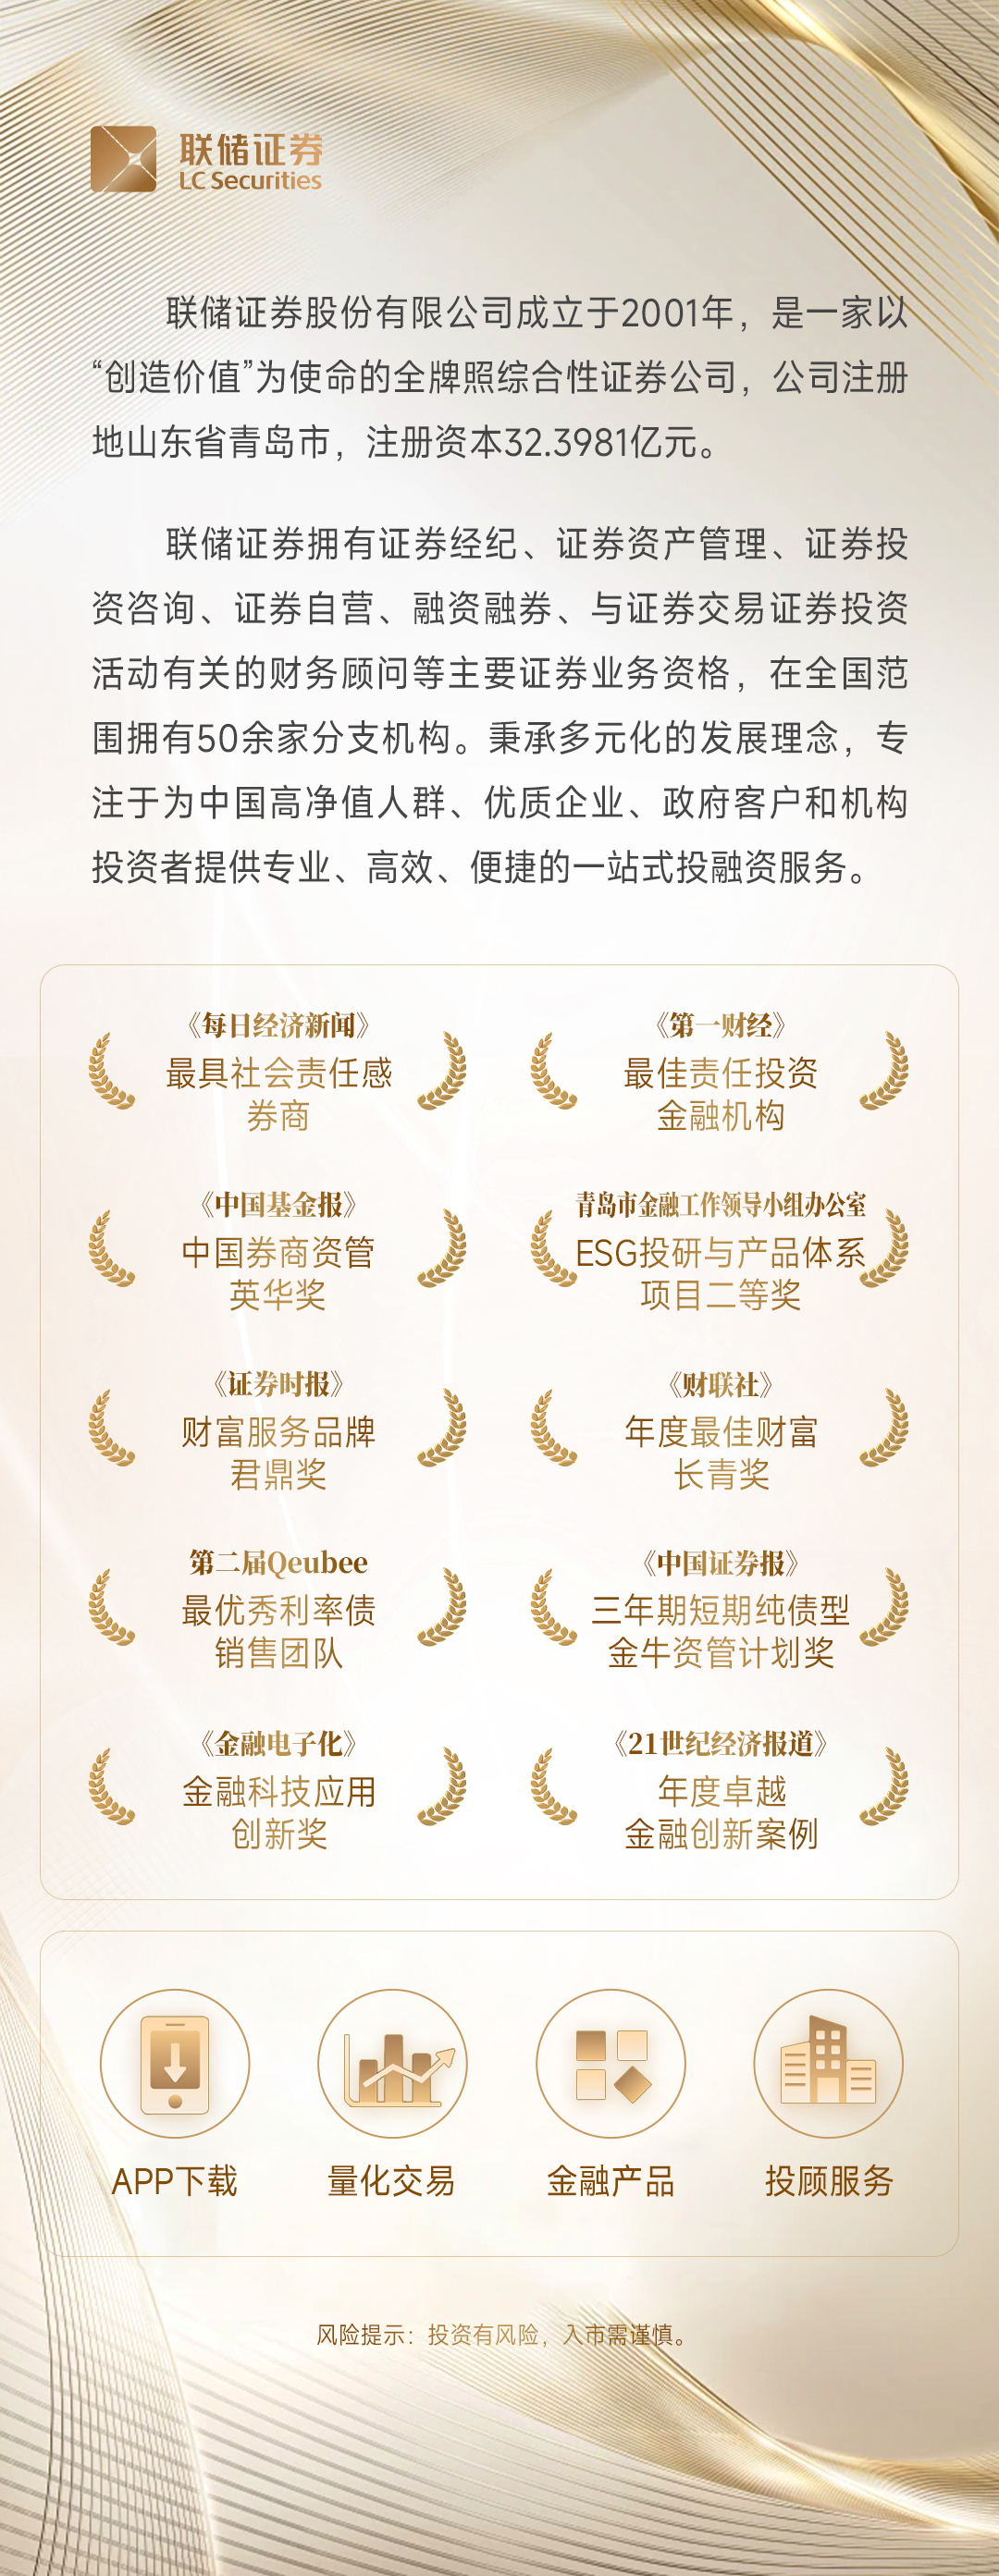 联储证券
LC Securities
联储证券股份有限公司成立于2001年，是一家以
“创造价值”为使命的全牌照综合性证券公司，公司注册
地山东省青岛市，注册资本32.3981亿元。
联储证券拥有证券经纪、证券资产管理、证券投
资咨询、证券自营、融资融券、与证券交易证券投资
活动有关的财务顾问等主要证券业务资格，在全国范
围拥有50余家分支机构。秉承多元化的发展理念，专
注于为中国高净值人群、优质企业、政府客户和机构
投资者提供专业、高效、便捷的一站式投融资服务。
《每日经济新闻》
最具社会责任感
券商
《第一财经》
最佳责任投资
金融机构
《中国基金报》
中国券商资管
英华奖
青岛市金融工作领导小组办公室
ESG投研与产品体系
项目二等奖
《证券时报》
财富服务品牌
君鼎奖
《财联社》
年度最佳财富
长青奖
第二届Qeubee
最优秀利率债
销售团队
《中国证券报》
三年期短期纯债型
金牛资管计划奖
《金融电子化》
金融科技应用
创新奖
《21世纪经济报道》
年度卓越
金融创新案例
APP下载
量化交易
金融产品
投顾服务
风险提示：投资有风险，入市需谨慎。